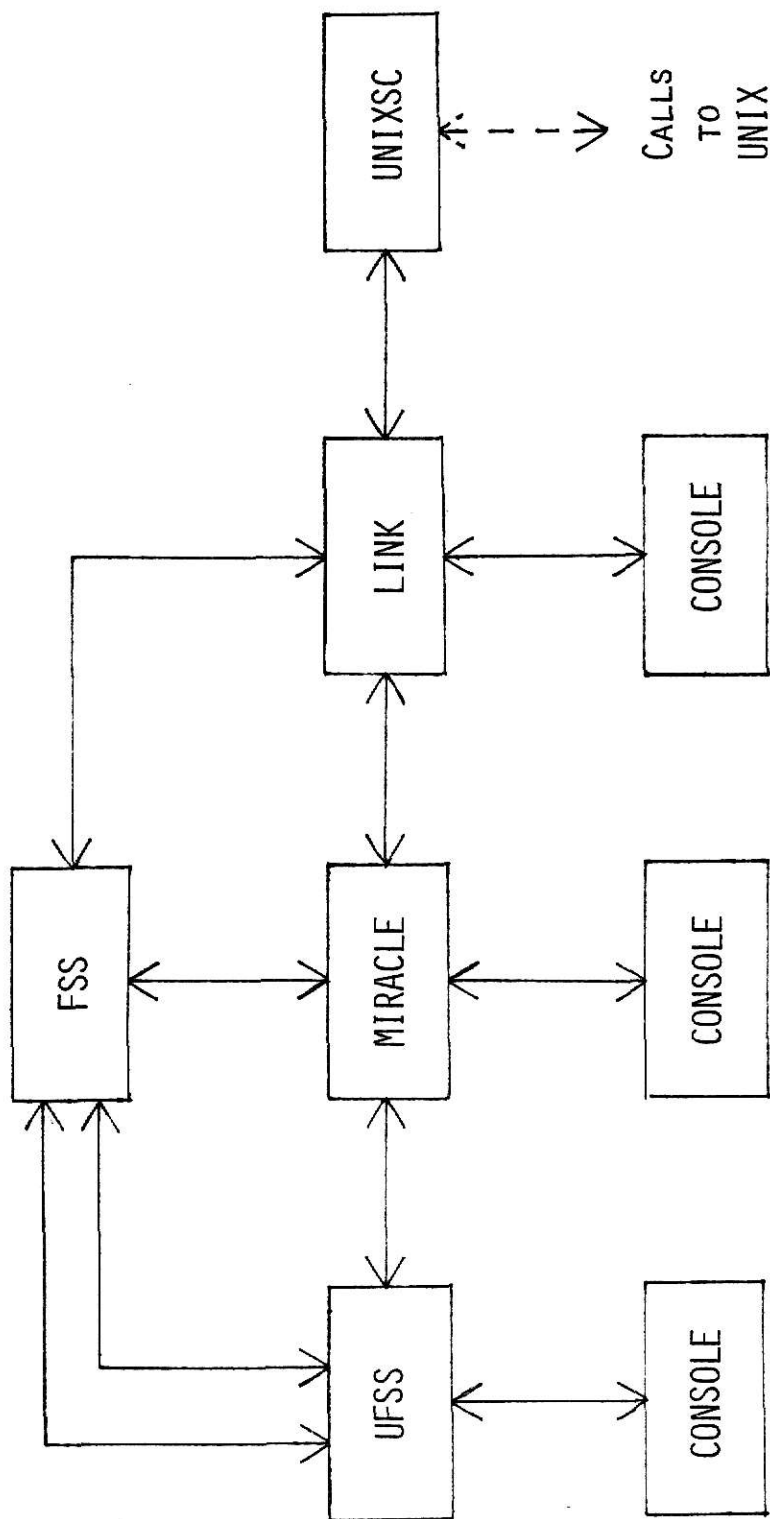 FSS
UFSS
MIRACLE
LINK
UNIXSC
CONSOLE
CONSOLE
CONSOLE
CALLS
TO
UNIX